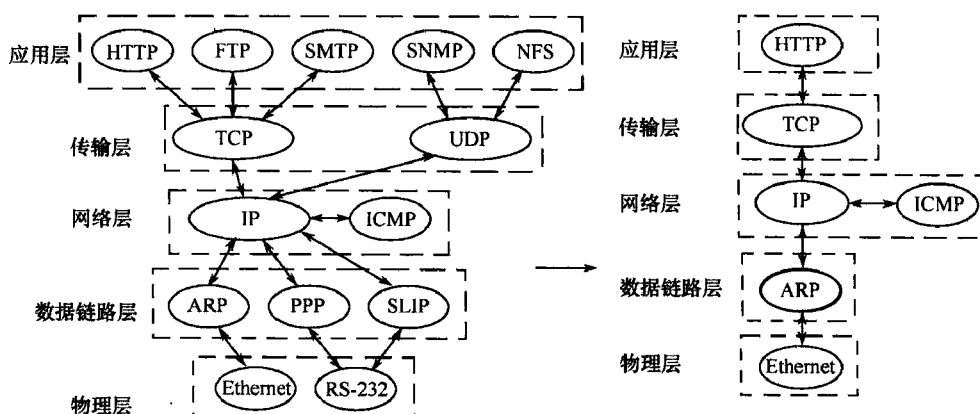 应用层 HTTP FTP SMTP SNMP NFS
传输层 TCP UDP
网络层 IP ICMP
数据链路层 ARP PPP SLIP
物理层 Ethernet RS-232
应用层 HTTP
传输层 TCP
网络层 IP ICMP
数据链路层 ARP
物理层 Ethernet